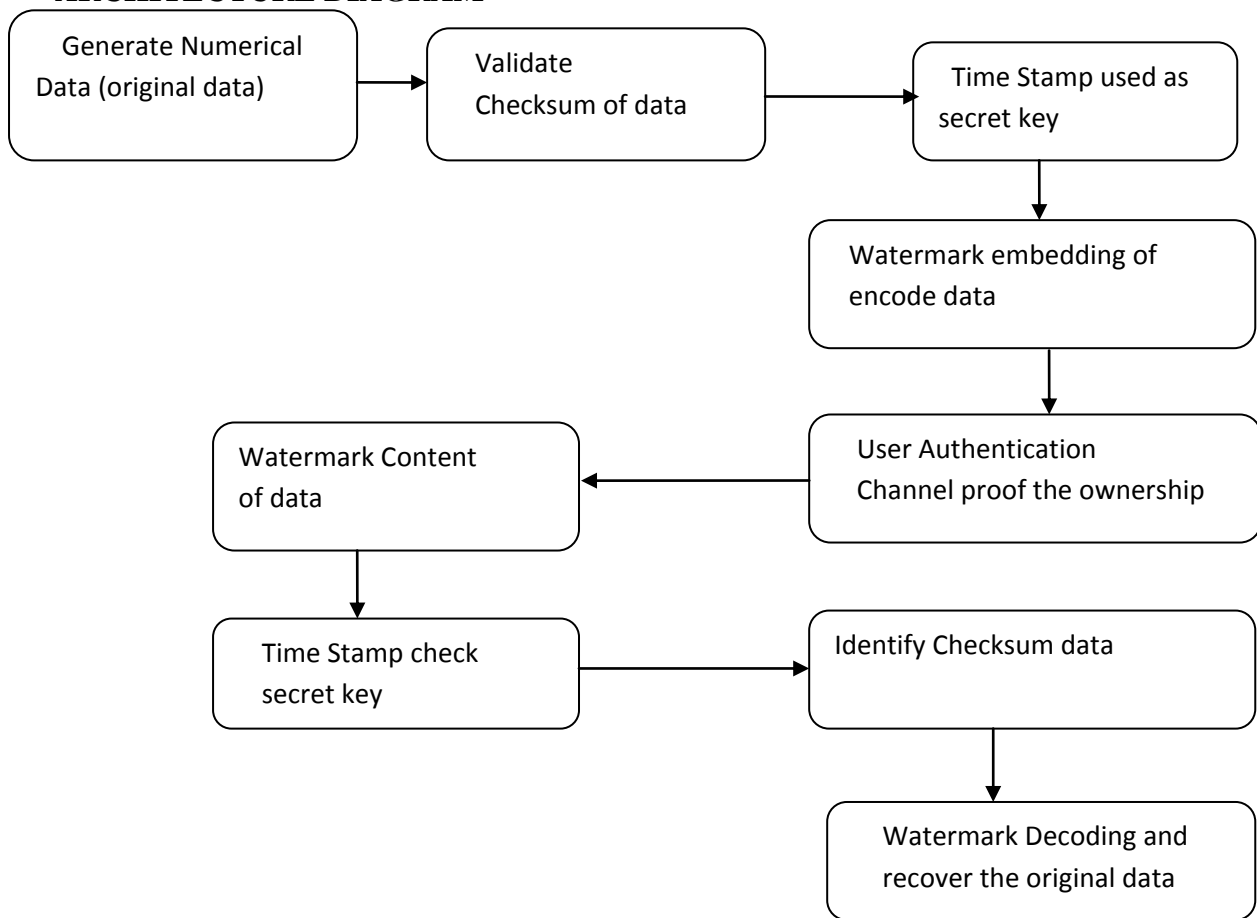 ARCHITECTURE DIAGRAM
Generate Numerical
Data (original data)
Validate
Checksum of data
Time Stamp used as
secret key
Watermark embedding of
encode data
User Authentication
Channel proof the ownership
Watermark Content
of data
Time Stamp check
secret key
Identify Checksum data
Watermark Decoding and
recover the original data